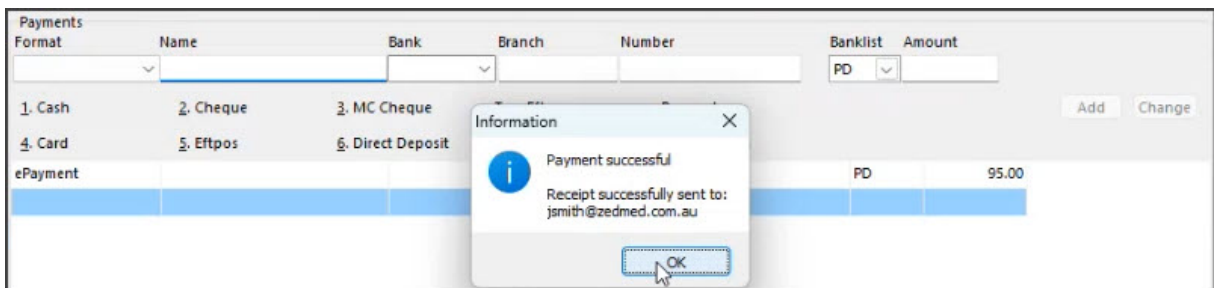 Payments
Format Name Bank Branch Number Banklist Amount
PD
1. Cash 2. Cheque 3. MC Cheque Add Change
Information
4. Card 5. Eftpos 6. Direct Deposit
Payment successful
ePayment PD 95.00
Receipt successfully sent to:
jsmith@zedmed.com.au
OK